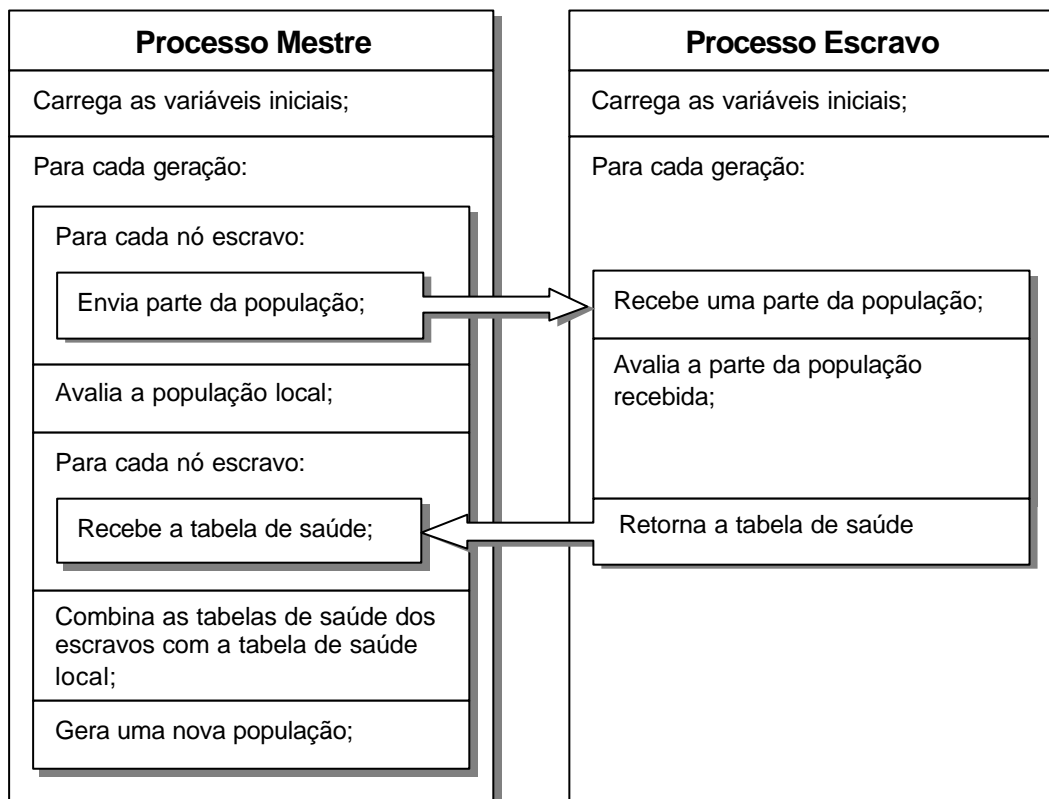 Processo Mestre
Carrega as variáveis iniciais;
Para cada geração:
Para cada nó escravo:
Envia parte da população;
Avalia a população local;
Para cada nó escravo:
Recebe a tabela de saúde;
Combina as tabelas de saúde dos
escravos com a tabela de saúde
local;
Gera uma nova população;
Processo Escravo
Carrega as variáveis iniciais;
Para cada geração:
Recebe uma parte da população;
Avalia a parte da população
recebida;
Retorna a tabela de saúde